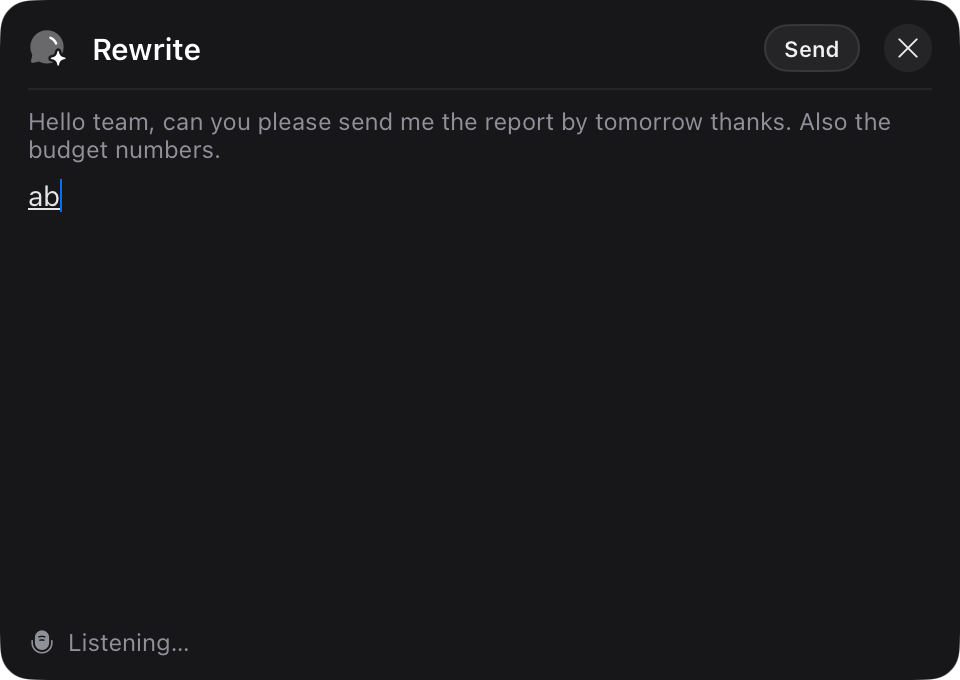 Rewrite
Send
Hello team, can you please send me the report by tomorrow thanks. Also the
budget numbers.
ab
Listening...